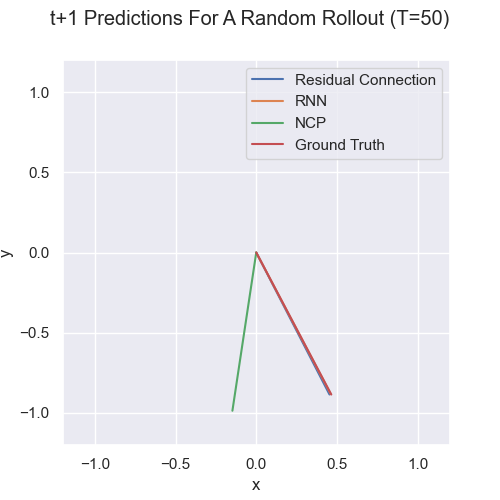 t+1 Predictions For A Random Rollout (T=50)
Residual Connection
RNN
NCP
Ground Truth
1.0
0.5
0.0
−0.5
−1.0
y
−1.0 −0.5 0.0 0.5 1.0
x